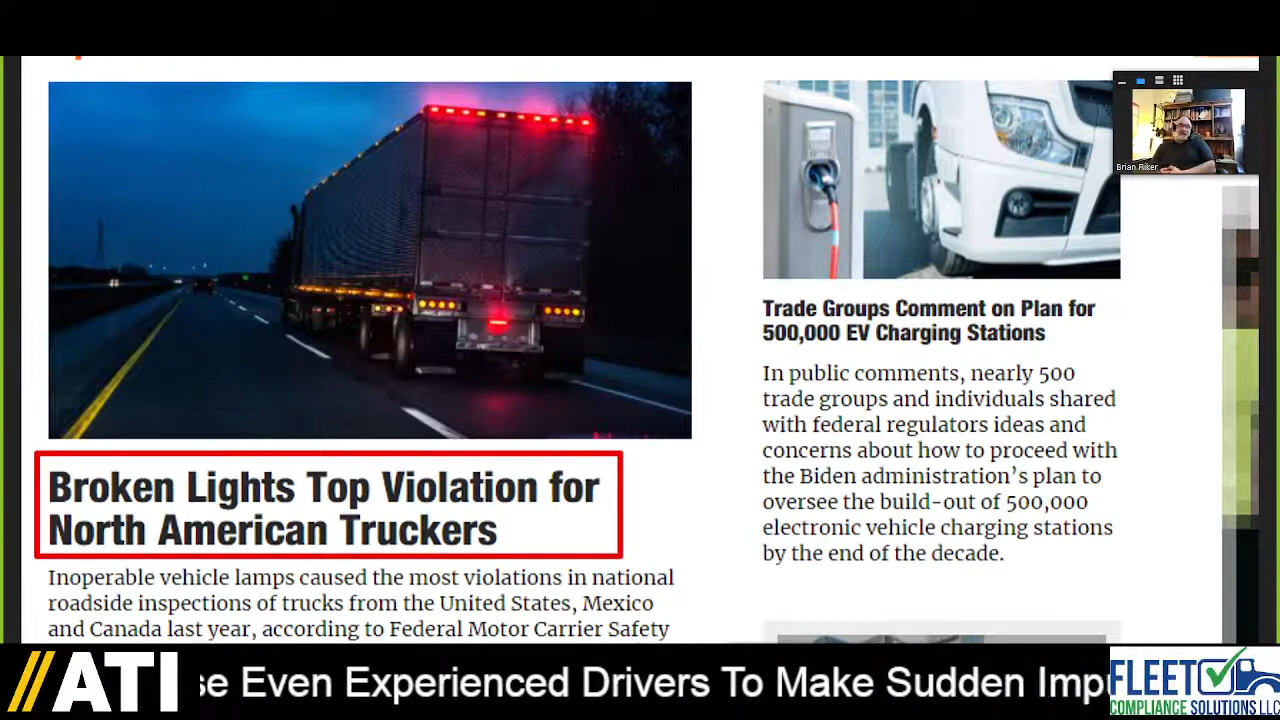 Broken Lights Top Violation for
North American Truckers
Inoperable vehicle lamps caused the most violations in national
roadside inspections of trucks from the United States, Mexico
and Canada last year, according to Federal Motor Carrier Safety
Trade Groups Comment on Plan for
500,000 EV Charging Stations
In public comments, nearly 500
trade groups and individuals shared
with federal regulators ideas and
concerns about how to proceed with
the Biden administration's plan to
oversee the build-out of 500,000
electronic vehicle charging stations
by the end of the decade.
Brian Riker
//ATI
se Even Experienced Drivers To Make Sudden Imp
FLEET
COMPLIANCE SOLUTIONS LLC